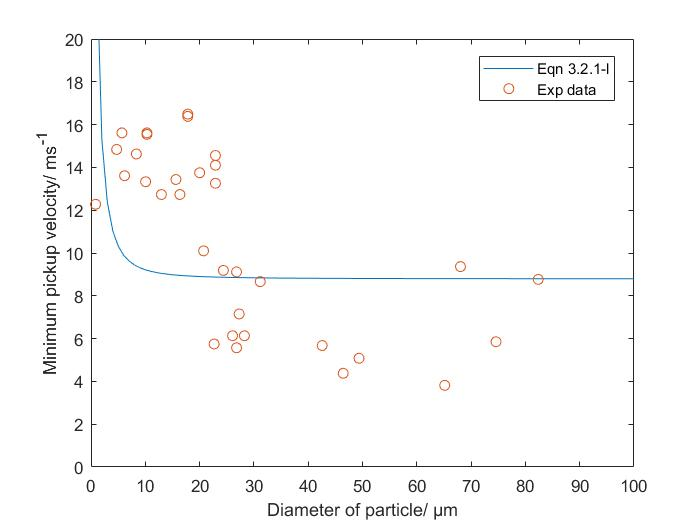 20
18
16
14
12
10
8
6
4
2
0
Minimum pickup velocity/ ms-1
0 10 20 30 40 50 60 70 80 90 100
Diameter of particle/ μm
Eqn 3.2.1-l
Exp data